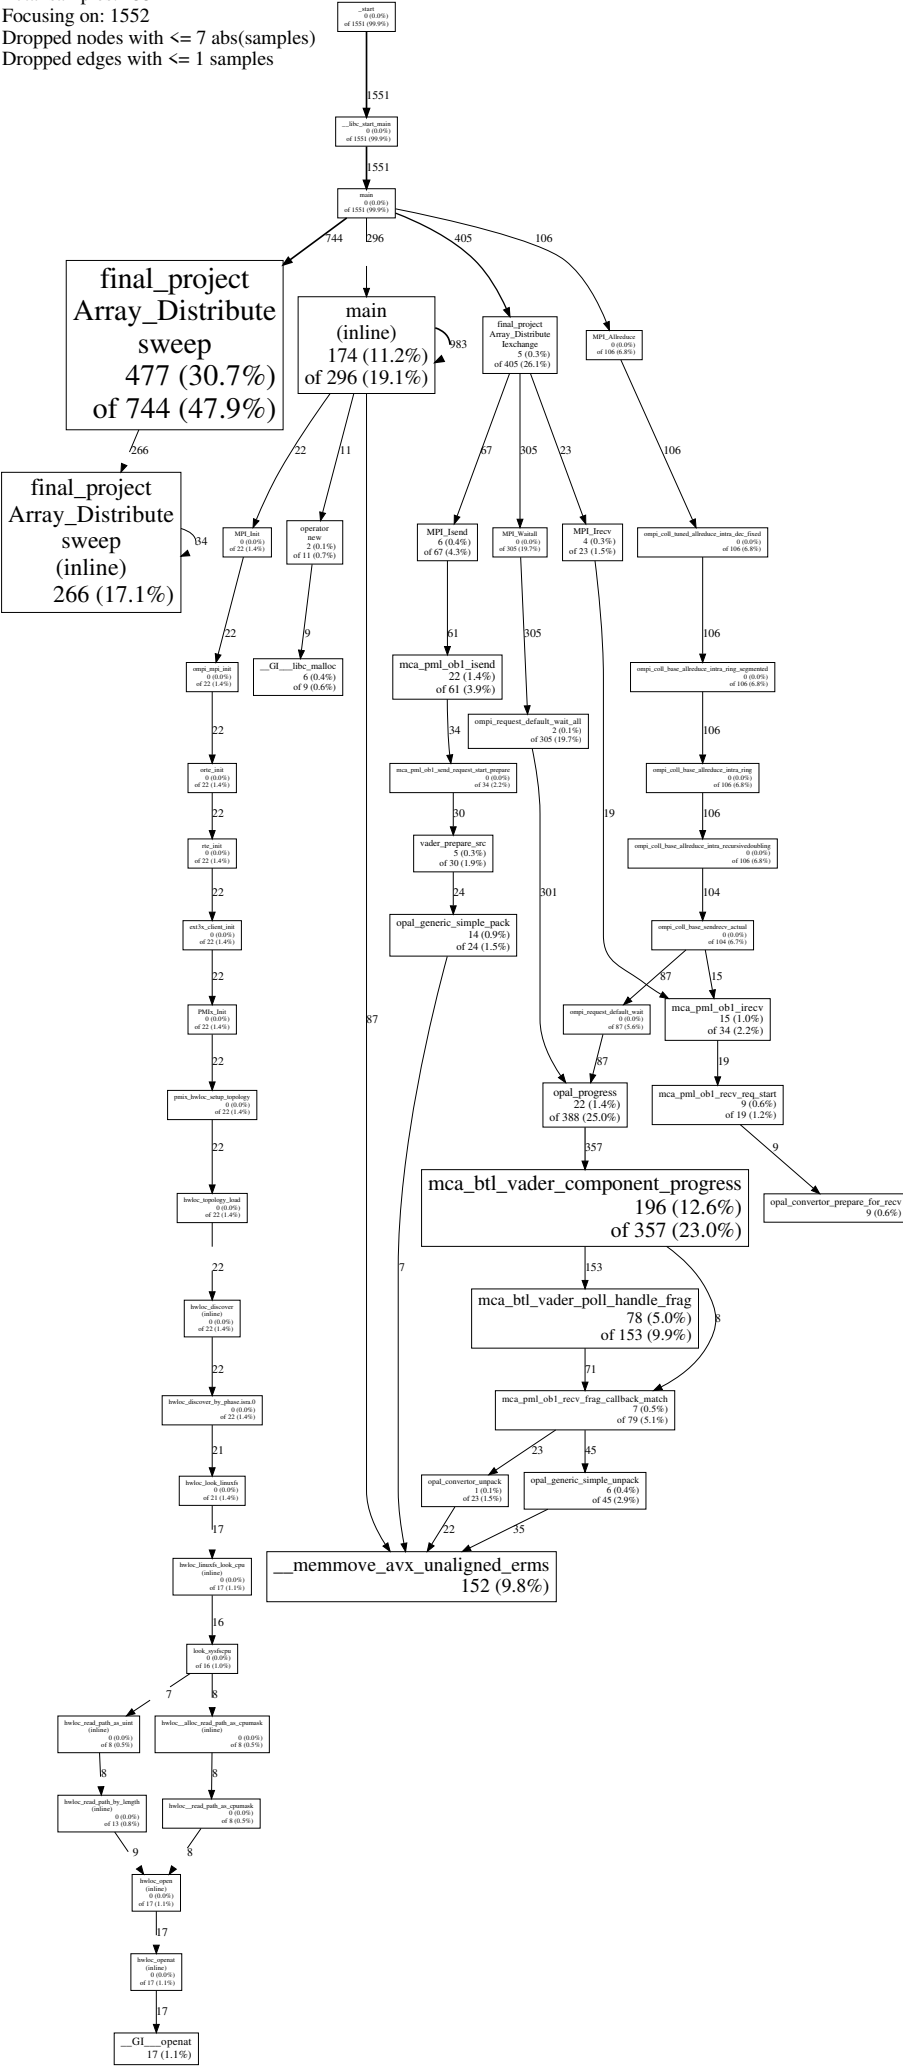 Focusing on: 1552
Dropped nodes with <= 7 abs(samples)
Dropped edges with <= 1 samples
_start
0 (0.0%)
of 1551 (99.9%)
1551
__libc_start_main
0 (0.0%)
of 1551 (99.9%)
1551
main
0 (0.0%)
of 1551 (99.9%)
744
296
405
106
final_project
Array_Distribute
sweep
477 (30.7%)
of 744 (47.9%)
main
(inline)
174 (11.2%)
of 296 (19.1%)
983
final_project
Array_Distribute
Iexchange
5 (0.3%)
of 405 (26.1%)
MPI_Allreduce
0 (0.0%)
of 106 (6.8%)
266
22
11
67
305
23
106
final_project
Array_Distribute
sweep
(inline)
266 (17.1%)
34
MPI_Init
0 (0.0%)
of 22 (1.4%)
operator
new
2 (0.1%)
of 11 (0.7%)
MPI_Isend
6 (0.4%)
of 67 (4.3%)
MPI_Waitall
0 (0.0%)
of 305 (19.7%)
MPI_Irecv
4 (0.3%)
of 23 (1.5%)
ompi_coll_tuned_allreduce_intra_dec_fixed
0 (0.0%)
of 106 (6.8%)
22
9
61
305
106
ompi_mpi_init
0 (0.0%)
of 22 (1.4%)
__GI___libc_malloc
6 (0.4%)
of 9 (0.6%)
mca_pml_ob1_isend
22 (1.4%)
of 61 (3.9%)
ompi_coll_base_allreduce_intra_ring_segmented
0 (0.0%)
of 106 (6.8%)
ompi_request_default_wait_all
2 (0.1%)
of 305 (19.7%)
22
34
106
orte_init
0 (0.0%)
of 22 (1.4%)
mca_pml_ob1_send_request_start_prepare
0 (0.0%)
of 34 (2.2%)
ompi_coll_base_allreduce_intra_ring
0 (0.0%)
of 106 (6.8%)
22
30
19
106
rte_init
0 (0.0%)
of 22 (1.4%)
vader_prepare_src
5 (0.3%)
of 30 (1.9%)
ompi_coll_base_allreduce_intra_recursivedoubling
0 (0.0%)
of 106 (6.8%)
22
24
301
104
ext3x_client_init
0 (0.0%)
of 22 (1.4%)
opal_generic_simple_pack
14 (0.9%)
of 24 (1.5%)
ompi_coll_base_sendrecv_actual
0 (0.0%)
of 104 (6.7%)
22
87
15
PMIx_Init
0 (0.0%)
of 22 (1.4%)
87
ompi_request_default_wait
0 (0.0%)
of 87 (5.6%)
mca_pml_ob1_irecv
15 (1.0%)
of 34 (2.2%)
22
87
19
pmix_hwloc_setup_topology
0 (0.0%)
of 22 (1.4%)
opal_progress
22 (1.4%)
of 388 (25.0%)
mca_pml_ob1_recv_req_start
9 (0.6%)
of 19 (1.2%)
22
357
9
hwloc_topology_load
0 (0.0%)
of 22 (1.4%)
mca_btl_vader_component_progress
196 (12.6%)
of 357 (23.0%)
opal_convertor_prepare_for_recv
9 (0.6%)
22
7
153
8
hwloc_discover
(inline)
0 (0.0%)
of 22 (1.4%)
mca_btl_vader_poll_handle_frag
78 (5.0%)
of 153 (9.9%)
22
71
hwloc_discover_by_phase.isra.0
0 (0.0%)
of 22 (1.4%)
mca_pml_ob1_recv_frag_callback_match
7 (0.5%)
of 79 (5.1%)
21
23
45
hwloc_look_linuxfs
0 (0.0%)
of 21 (1.4%)
opal_convertor_unpack
1 (0.1%)
of 23 (1.5%)
opal_generic_simple_unpack
6 (0.4%)
of 45 (2.9%)
17
22
35
hwloc_linuxfs_look_cpu
(inline)
0 (0.0%)
of 17 (1.1%)
__memmove_avx_unaligned_erms
152 (9.8%)
16
look_sysfscpu
0 (0.0%)
of 16 (1.0%)
7
8
hwloc_read_path_as_uint
(inline)
0 (0.0%)
of 8 (0.5%)
hwloc__alloc_read_path_as_cpumask
(inline)
0 (0.0%)
of 8 (0.5%)
8
8
hwloc_read_path_by_length
(inline)
0 (0.0%)
of 13 (0.8%)
hwloc__read_path_as_cpumask
0 (0.0%)
of 8 (0.5%)
9
8
hwloc_open
(inline)
0 (0.0%)
of 17 (1.1%)
17
hwloc_openat
(inline)
0 (0.0%)
of 17 (1.1%)
17
__GI___openat
17 (1.1%)